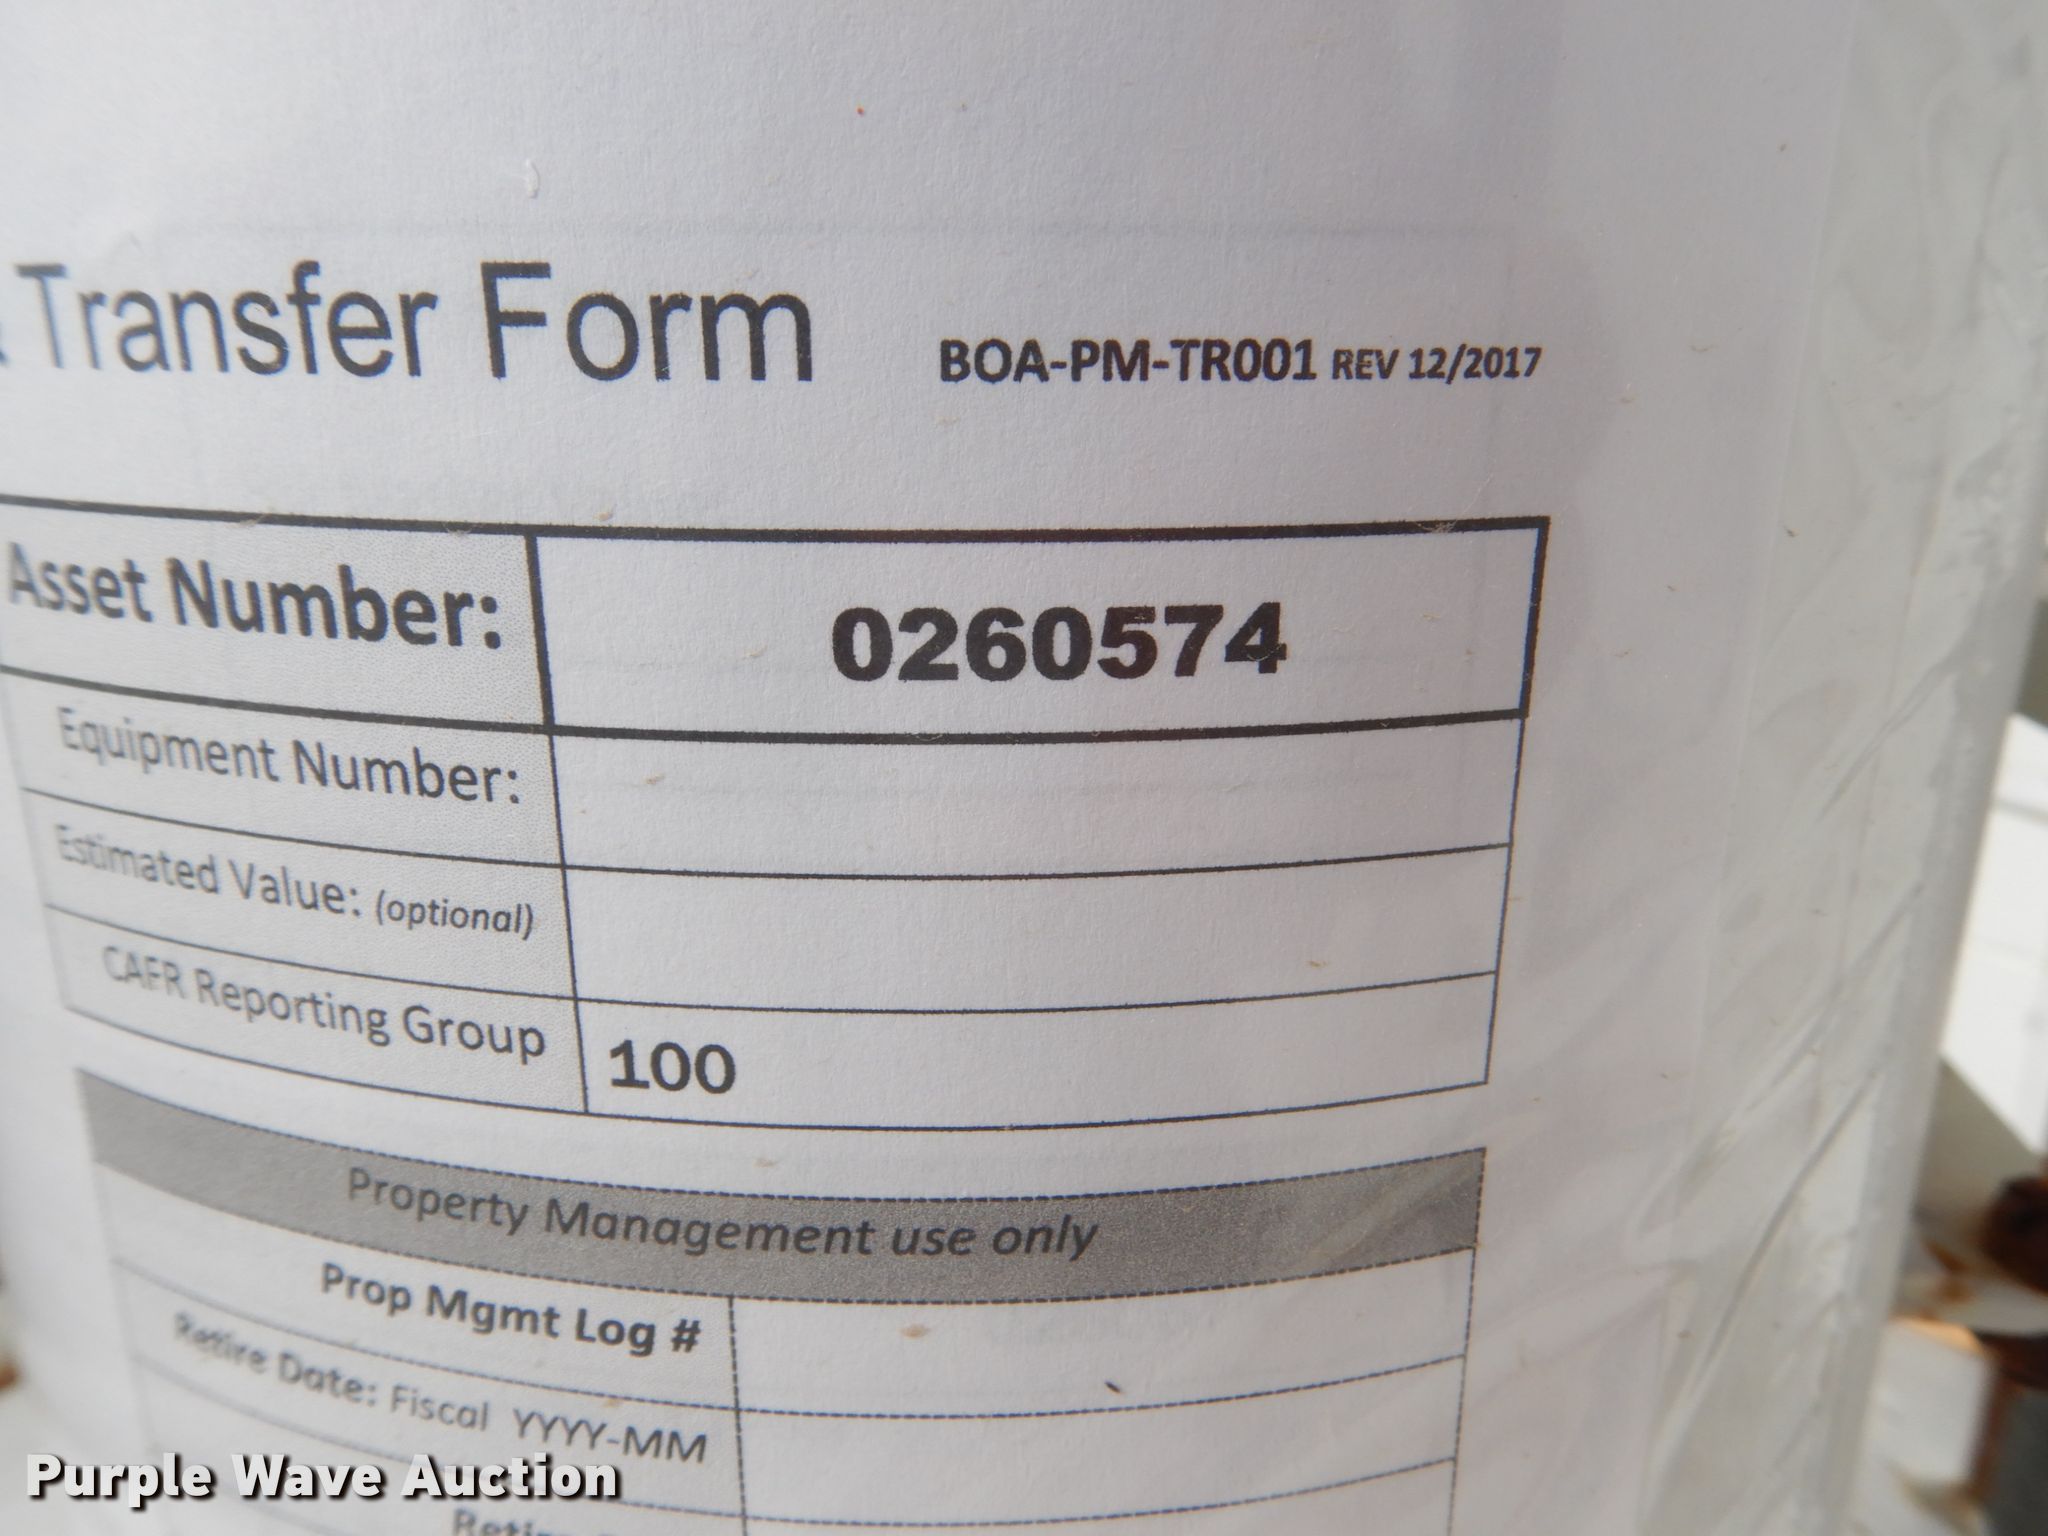 Transfer Form BOA-PM-TR001 REV 12/2017
Asset Number: 0260574
Equipment Number:
Estimated Value: (optional)
CAFR Reporting Group 100
Property Management use only
Prop Mgmt Log #
Retire Date: Fiscal YYYY-MM
Purple Wave Auction